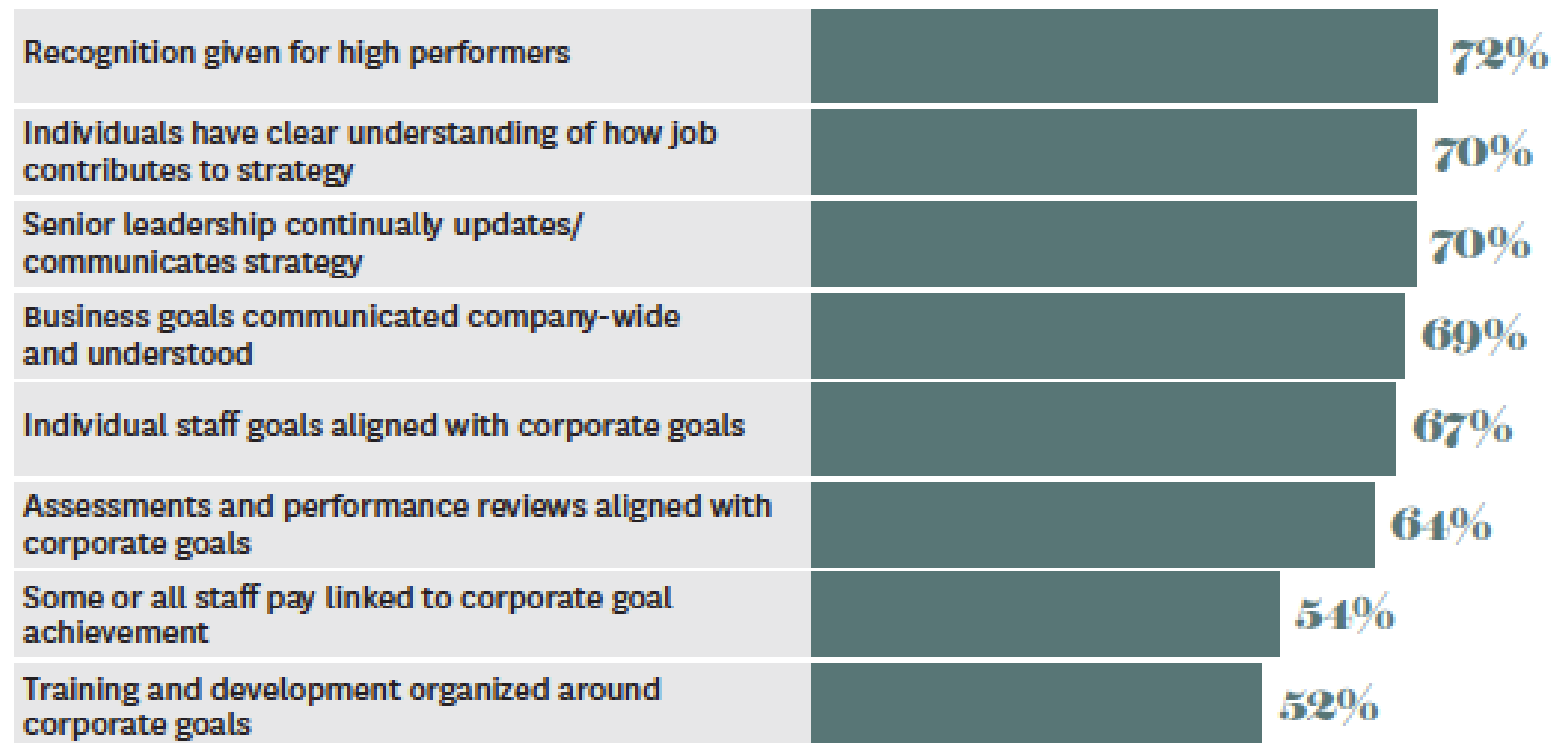 Recognition given for high performers
72%
Individuals have clear understanding of how job
contributes to strategy
70%
Senior leadership continually updates/
communicates strategy
70%
Business goals communicated company-wide
and understood
69%
Individual staff goals aligned with corporate goals
67%
Assessments and performance reviews aligned with
corporate goals
64%
Some or all staff pay linked to corporate goal
achievement
54%
Training and development organized around
corporate goals
52%